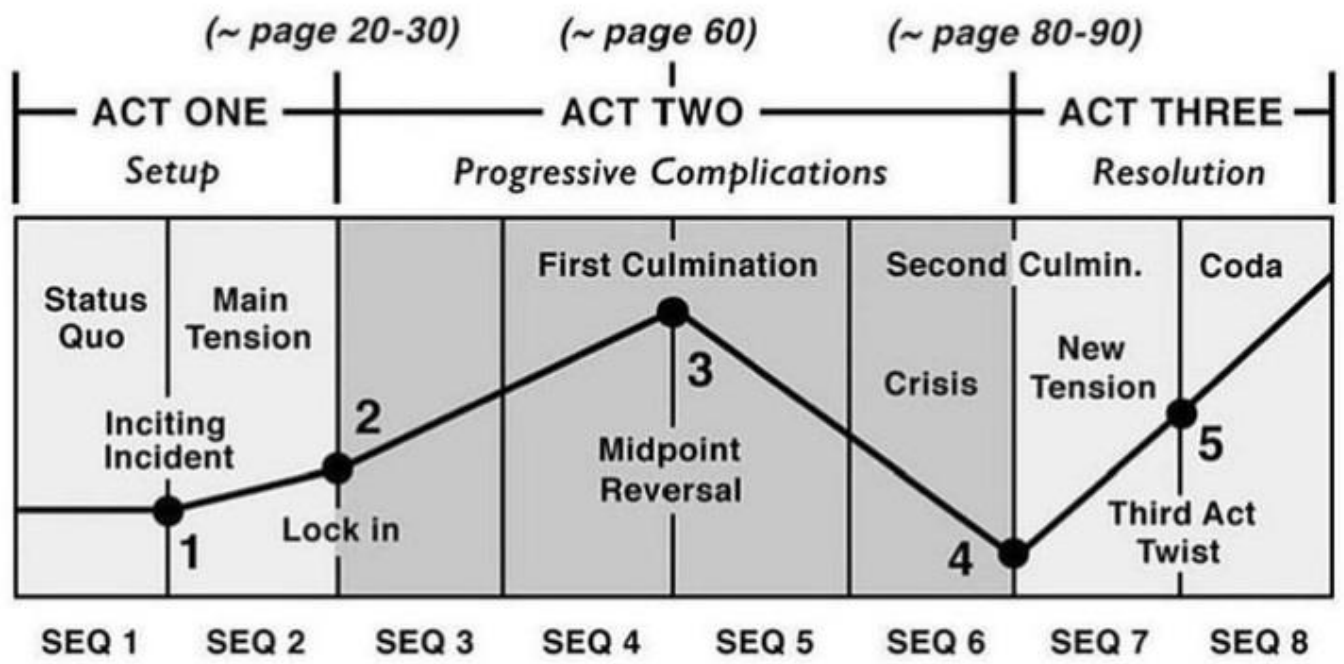 (~ page 20-30) (~ page 60) (~ page 80-90)
ACT ONE ACT TWO ACT THREE
Setup Progressive Complications Resolution
First Culmination Second Culmin. Coda
Status Quo
Main Tension
New Tension
Crisis
Inciting Incident
2
3
5
Midpoint Reversal
Lock in
Third Act Twist
1
4
SEQ 1 SEQ 2 SEQ 3 SEQ 4 SEQ 5 SEQ 6 SEQ 7 SEQ 8